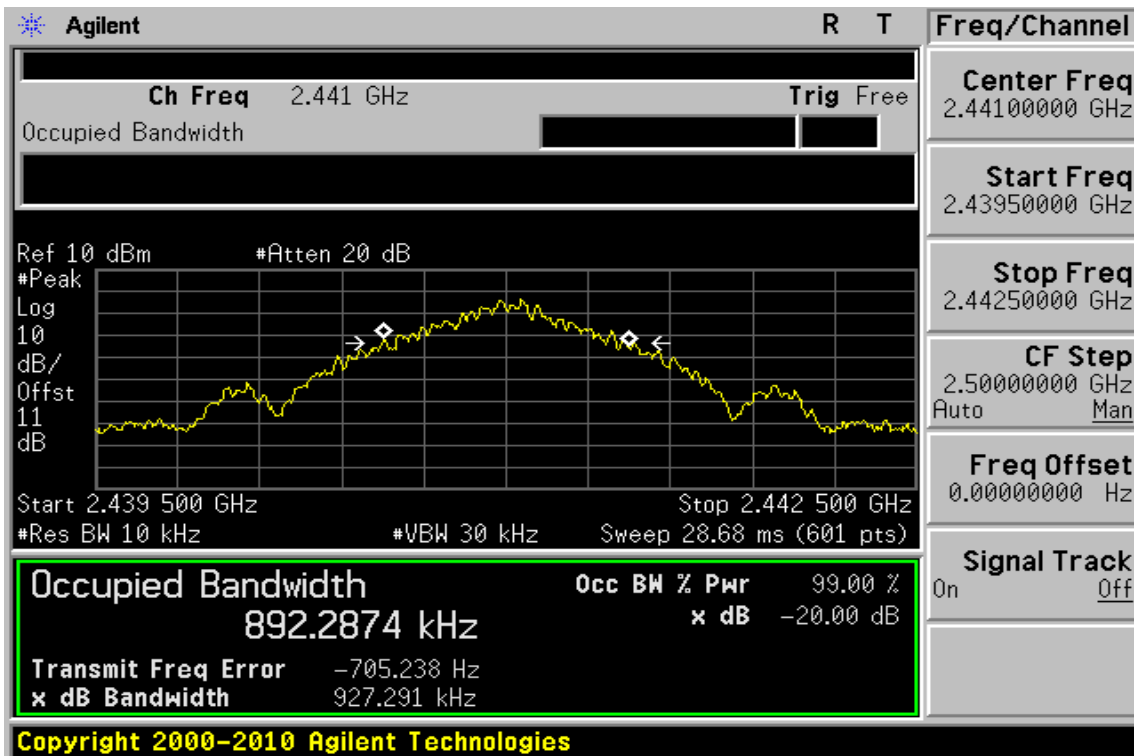 Agilent R T
Ch Freq 2.441 GHz Trig Free
Occupied Bandwidth
Ref 10 dBm #Atten 20 dB
#Peak
Log
10
dB/
Offst
11
dB
Start 2.439 500 GHz Stop 2.442 500 GHz
#Res BW 10 kHz #VBW 30 kHz Sweep 28.68 ms (601 pts)
Occupied Bandwidth
892.2874 kHz
Occ BW % Pwr 99.00 %
x dB -20.00 dB
Transmit Freq Error -705.238 Hz
x dB Bandwidth 927.291 kHz
Copyright 2000-2010 Agilent Technologies
Freq/Channel
Center Freq
2.44100000 GHz
Start Freq
2.43950000 GHz
Stop Freq
2.44250000 GHz
CF Step
2.50000000 GHz
Auto Man
Freq Offset
0.00000000 Hz
Signal Track
On Off